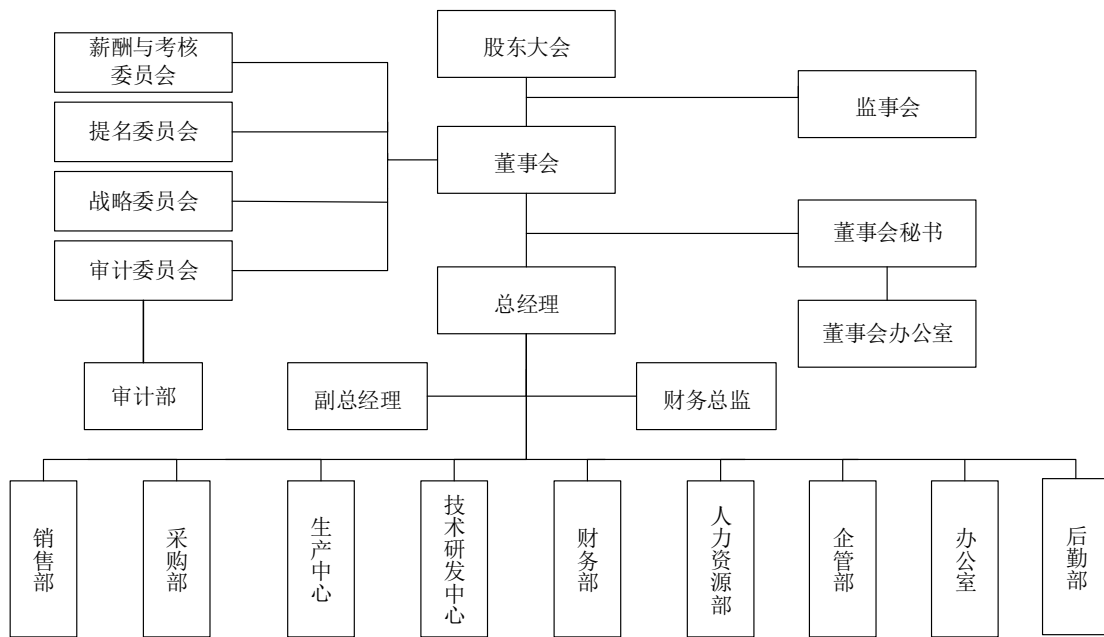 薪酬与考核
委员会
股东大会
监事会
提名委员会
董事会
战略委员会
董事会秘书
审计委员会
总经理
董事会办公室
审计部
副总经理
财务总监
销售部
采购部
生产中心
技术研发中心
财务部
人力资源部
企管部
办公室
后勤部